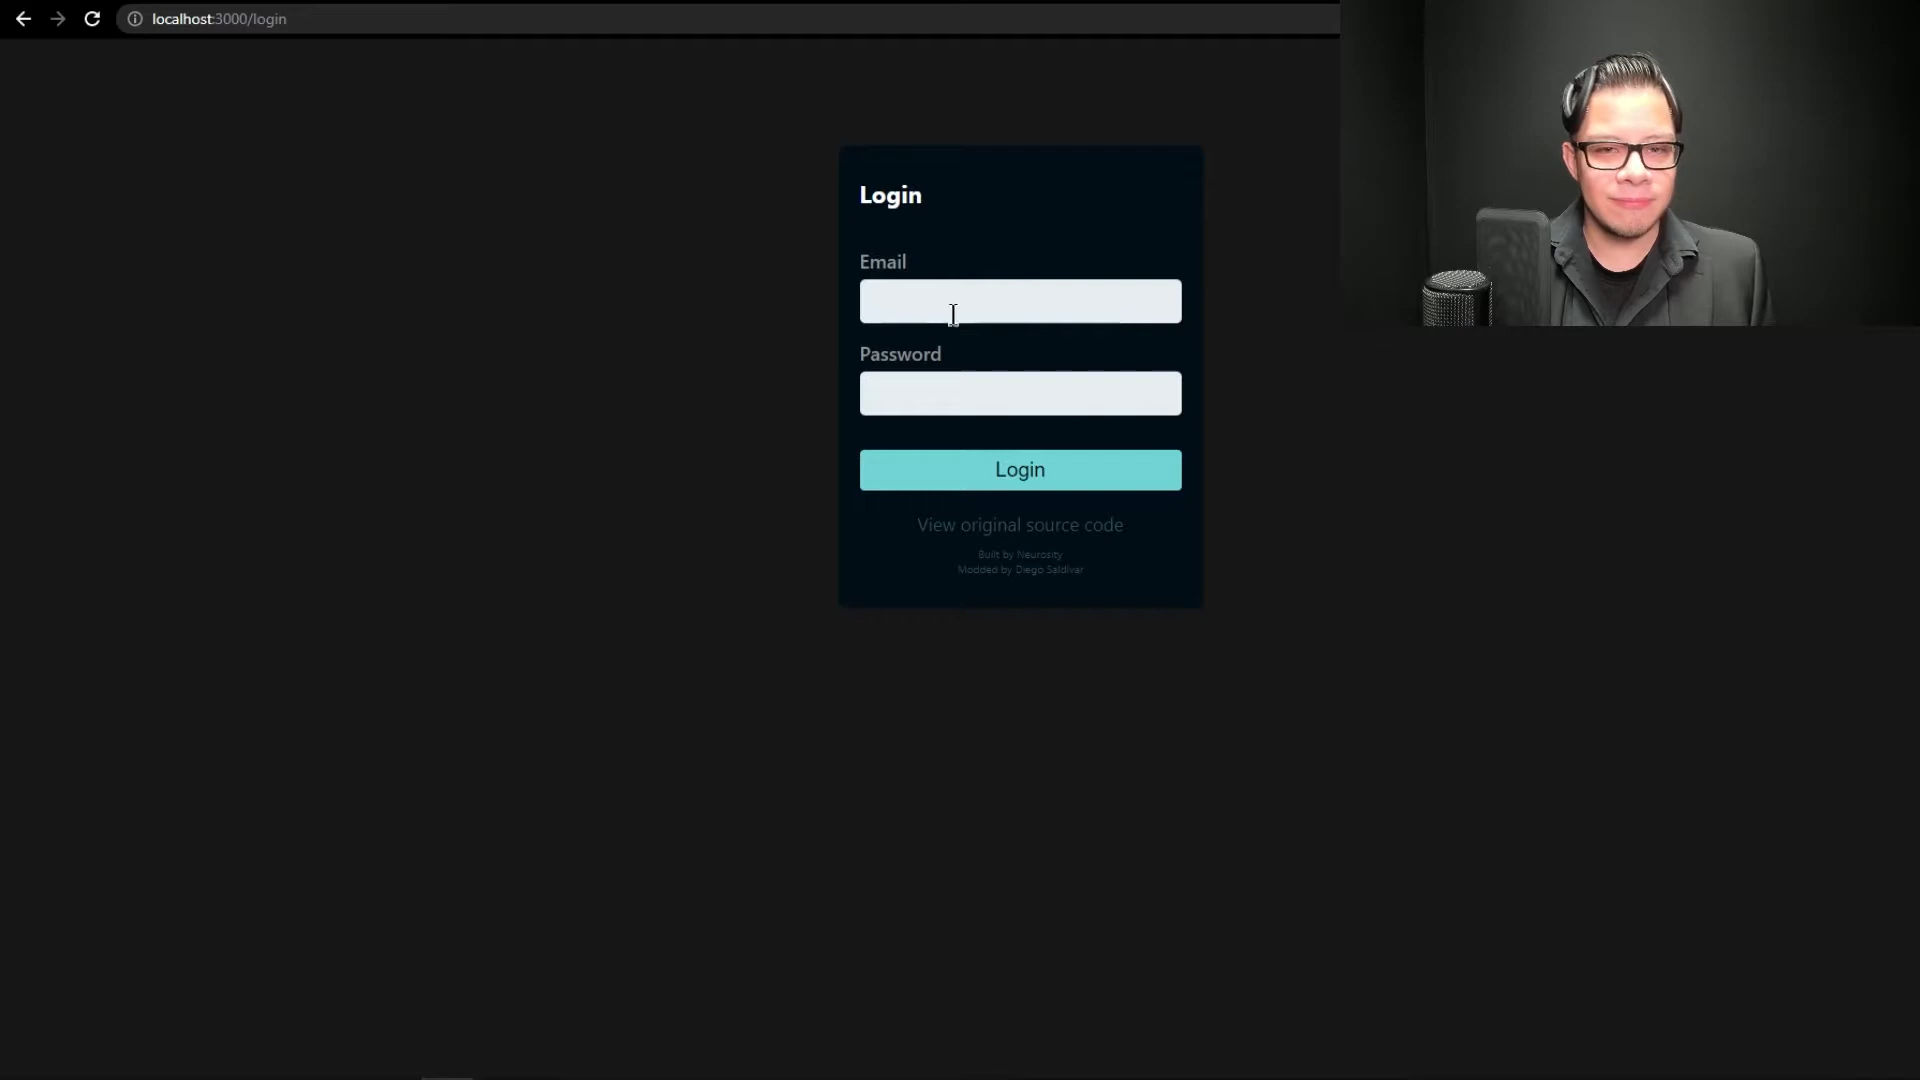 localhost:3000/login
Login
Email
Password
Login
View original source code
Built by Neurosity
Modded by Diego Saldivar